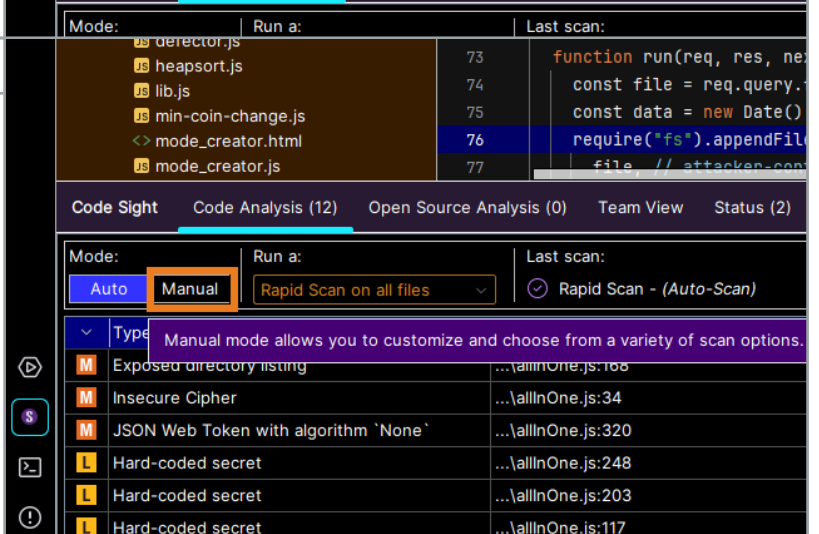 Mode: Run a: Last scan:
JS defector.js
JS heapsort.js
JS lib.js
JS min-coin-change.js
<> mode_creator.html
JS mode_creator.js
73 function run(req, res, ne
74 const file = req.query.
75 const data = new Date()
76 require("fs").appendFil
77 file, // attacker-con
Code Sight Code Analysis (12) Open Source Analysis (0) Team View Status (2)
Mode: Run a: Last scan:
Auto Manual Rapid Scan on all files Rapid Scan - (Auto-Scan)
Type
Manual mode allows you to customize and choose from a variety of scan options.
M Exposed directory listing ...\allInOne.js:168
M Insecure Cipher ...\allInOne.js:34
M JSON Web Token with algorithm `None` ...\allInOne.js:320
L Hard-coded secret ...\allInOne.js:248
L Hard-coded secret ...\allInOne.js:203
L Hard-coded secret ...\allInOne.js:117
S